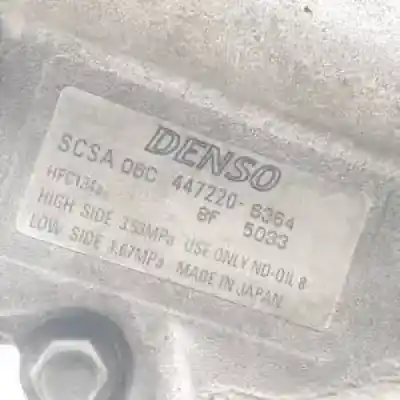 DENSO
SCSA 06C 447220-6364
HFC134a 8F 5033
HIGH SIDE 3.53MPa USE ONLY ND-OIL 8
LOW SIDE 1.67MPa MADE IN JAPAN